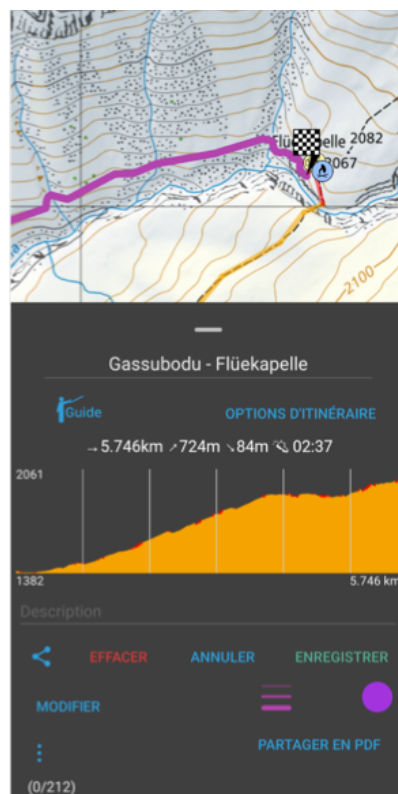 Flüekapelle 2082
2067
2100
Gassubodu - Flüekapelle
Guide
OPTIONS D'ITINÉRAIRE
→5.746km ↗724m ↘84m 02:37
2061
1382
5.746 km
Description
EFFACER
ANNULER
ENREGISTRER
MODIFIER
PARTAGER EN PDF
(0/212)